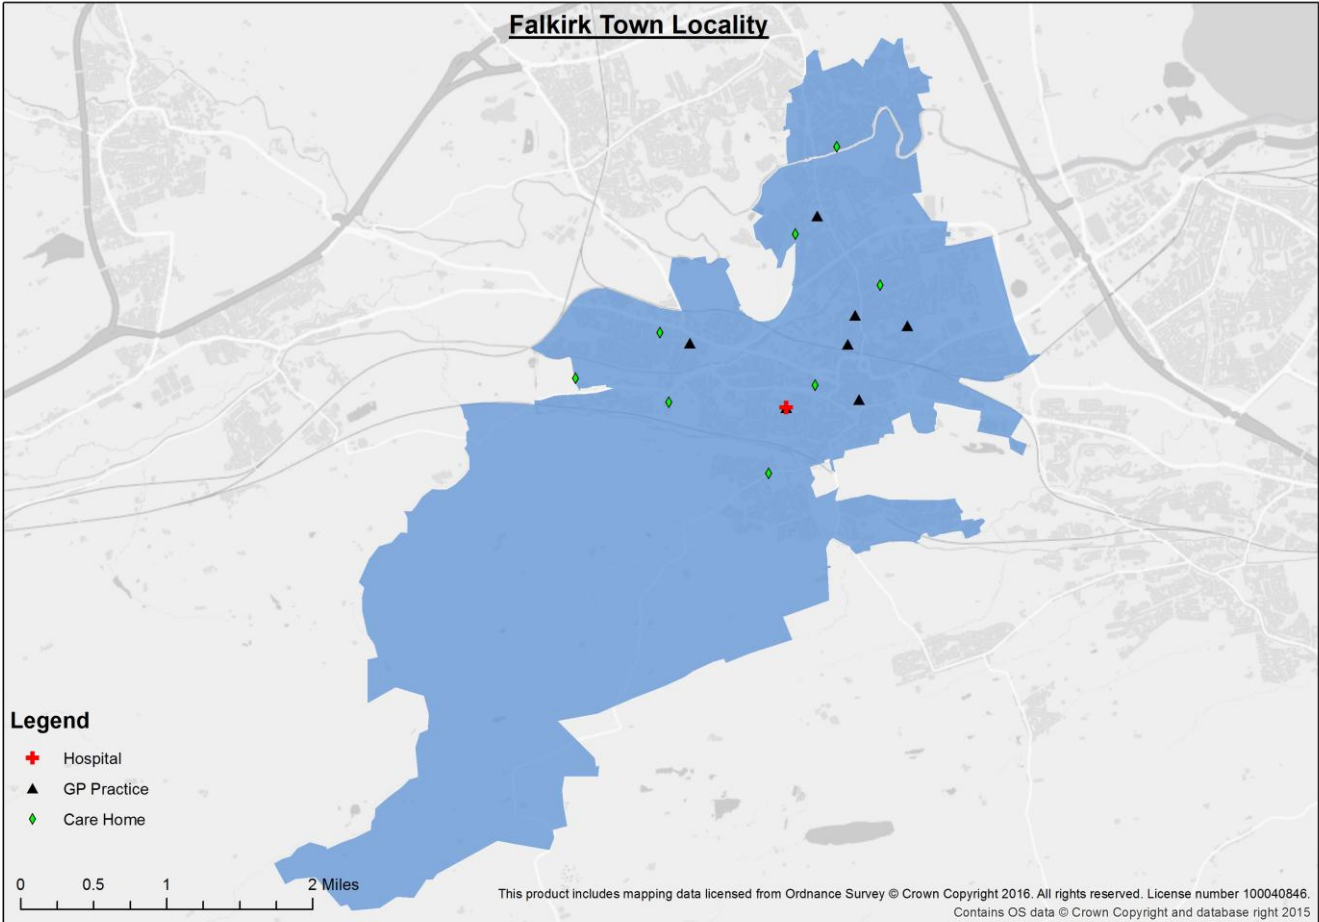 Falkirk Town Locality
Legend
Hospital
GP Practice
Care Home
0 0.5 1 2 Miles
This product includes mapping data licensed from Ordnance Survey © Crown Copyright 2016. All rights reserved. License number 100040846.
Contains OS data © Crown Copyright and database right 2015